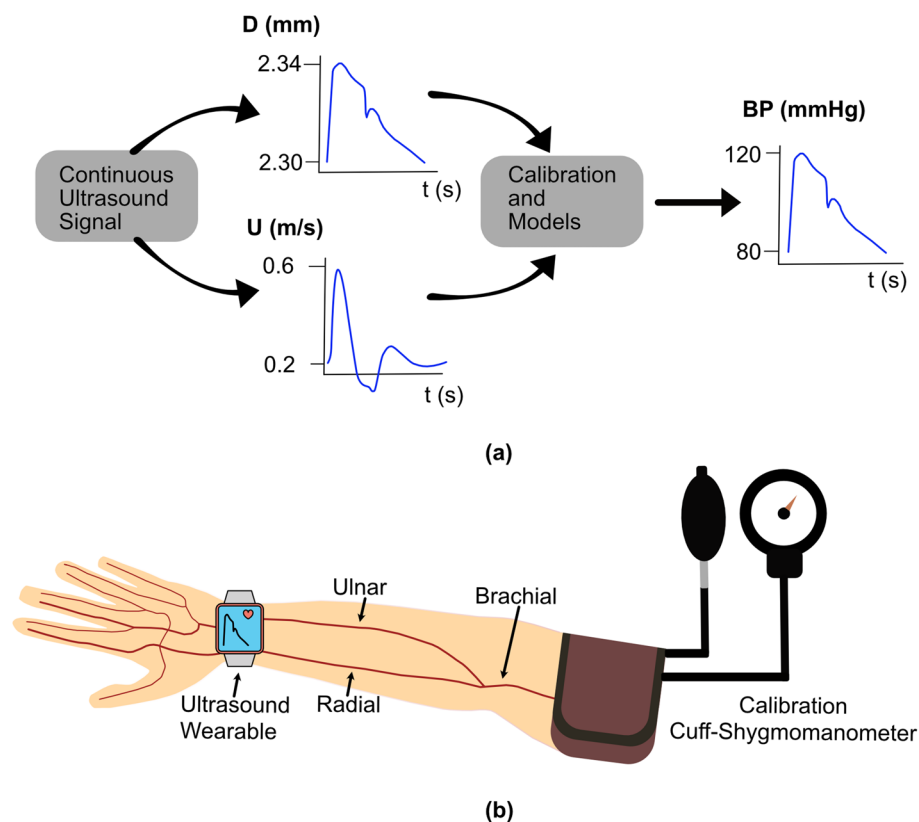 D (mm)
2.34
2.30
t (s)
Continuous
Ultrasound
Signal
U (m/s)
0.6
0.2
t (s)
Calibration
and
Models
BP (mmHg)
120
80
t (s)
(a)
Ulnar
Brachial
Ultrasound
Wearable
Radial
Calibration
Cuff-Shygmomanometer
(b)